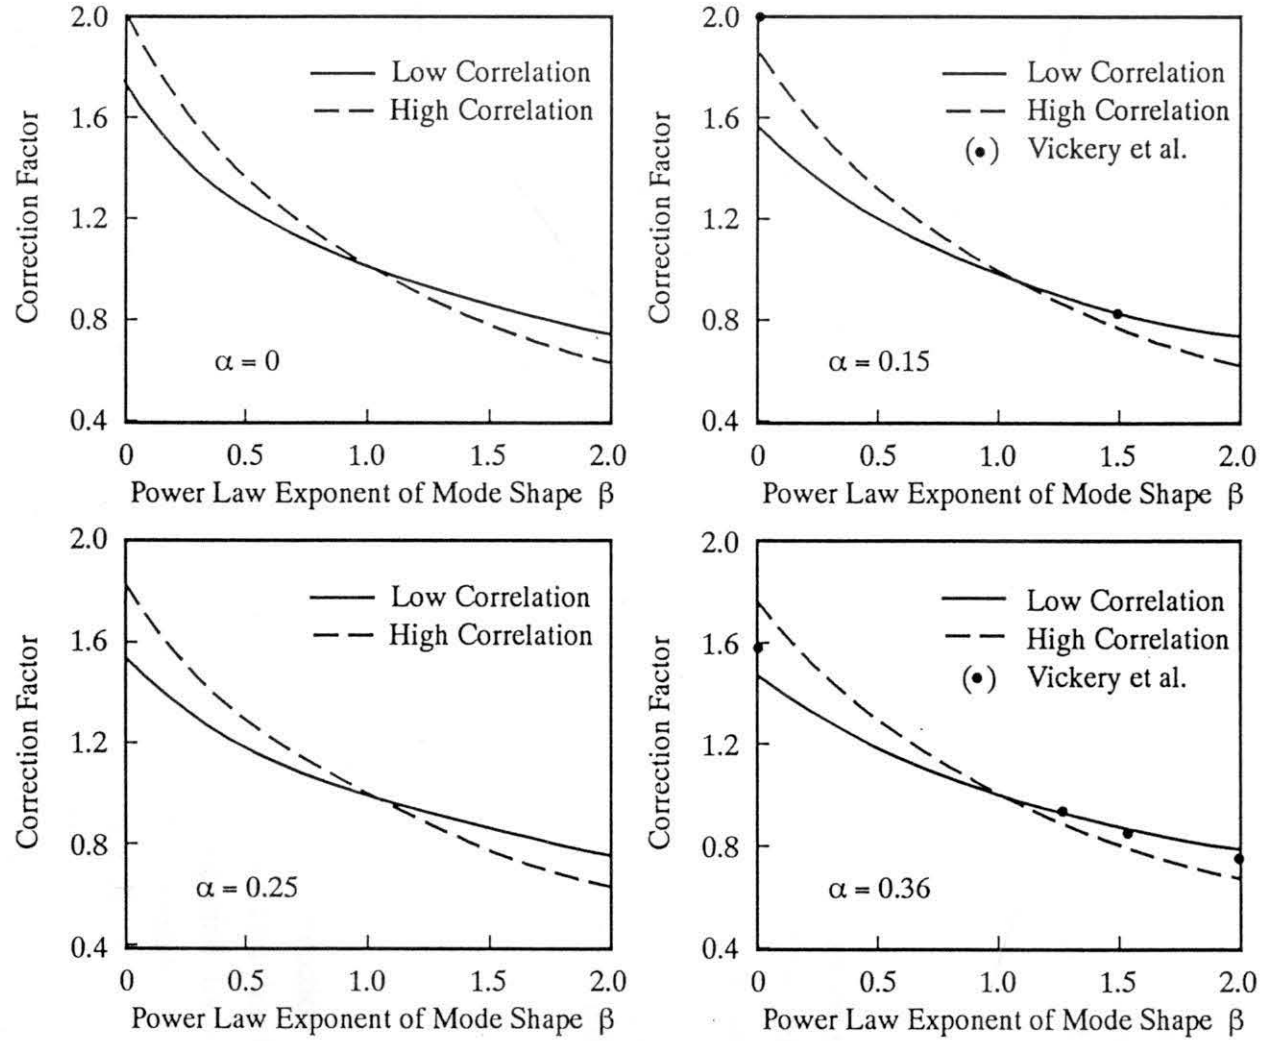 2.0
1.6
1.2
0.8
0.4
Correction Factor
Low Correlation
High Correlation
α = 0
0 0.5 1.0 1.5 2.0
Power Law Exponent of Mode Shape β
2.0
1.6
1.2
0.8
0.4
Correction Factor
Low Correlation
High Correlation
(•) Vickery et al.
α = 0.15
0 0.5 1.0 1.5 2.0
Power Law Exponent of Mode Shape β
2.0
1.6
1.2
0.8
0.4
Correction Factor
Low Correlation
High Correlation
α = 0.25
0 0.5 1.0 1.5 2.0
Power Law Exponent of Mode Shape β
2.0
1.6
1.2
0.8
0.4
Correction Factor
Low Correlation
High Correlation
(•) Vickery et al.
α = 0.36
0 0.5 1.0 1.5 2.0
Power Law Exponent of Mode Shape β